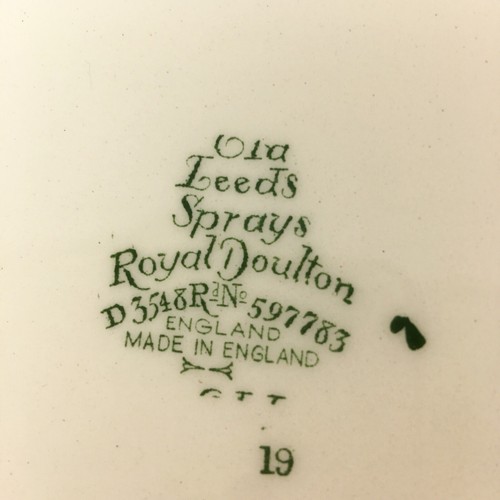 Old
Leeds
Sprays
Royal Doulton
D3548 Rd No 597783
ENGLAND
MADE IN ENGLAND
19